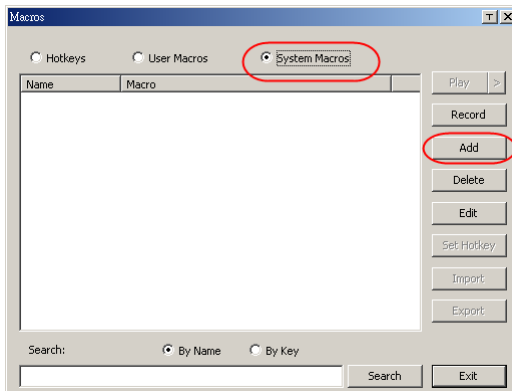 Macros
Hotkeys User Macros System Macros
Name Macro
Play >
Record
Add
Delete
Edit
Set Hotkey
Import
Export
Search: By Name By Key
Search Exit